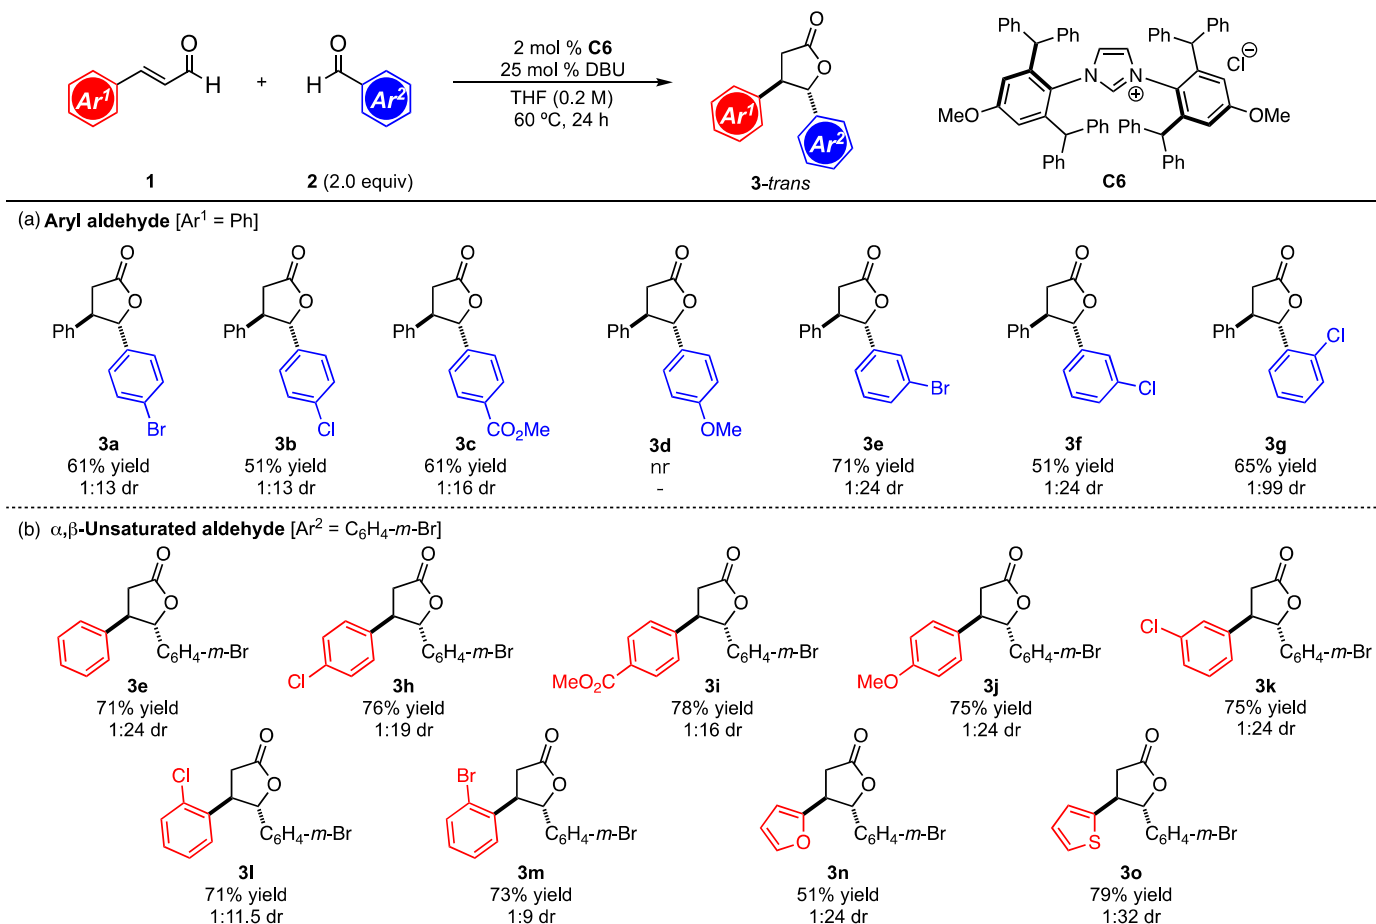 O
H
Ar1
+
O
H
Ar2
2 mol % C6
25 mol % DBU
THF (0.2 M)
60 ºC, 24 h
O
O
Ar1
Ar2
Ph Ph Ph Ph
N N
⊕
Cl⊖
MeO OMe
Ph Ph Ph Ph
1
2 (2.0 equiv)
3-trans
C6
(a) Aryl aldehyde [Ar1 = Ph]
O O O O O O O
O O O O O O O
Ph Ph Ph Ph Ph Ph Ph
Br Cl CO2Me OMe Br Cl Cl
3a
61% yield
1:13 dr
3b
51% yield
1:13 dr
3c
61% yield
1:16 dr
3d
nr
-
3e
71% yield
1:24 dr
3f
51% yield
1:24 dr
3g
65% yield
1:99 dr
(b) α,β-Unsaturated aldehyde [Ar2 = C6H4-m-Br]
O
O
C6H4-m-Br
3e
71% yield
1:24 dr
O
O
C6H4-m-Br
Cl
3h
76% yield
1:19 dr
O
O
C6H4-m-Br
MeO2C
3i
78% yield
1:16 dr
O
O
C6H4-m-Br
MeO
3j
75% yield
1:24 dr
O
O
Cl
C6H4-m-Br
3k
75% yield
1:24 dr
O
O
Cl
C6H4-m-Br
3l
71% yield
1:11.5 dr
O
O
Br
C6H4-m-Br
3m
73% yield
1:9 dr
O
O
O
C6H4-m-Br
3n
51% yield
1:24 dr
O
O
S
C6H4-m-Br
3o
79% yield
1:32 dr